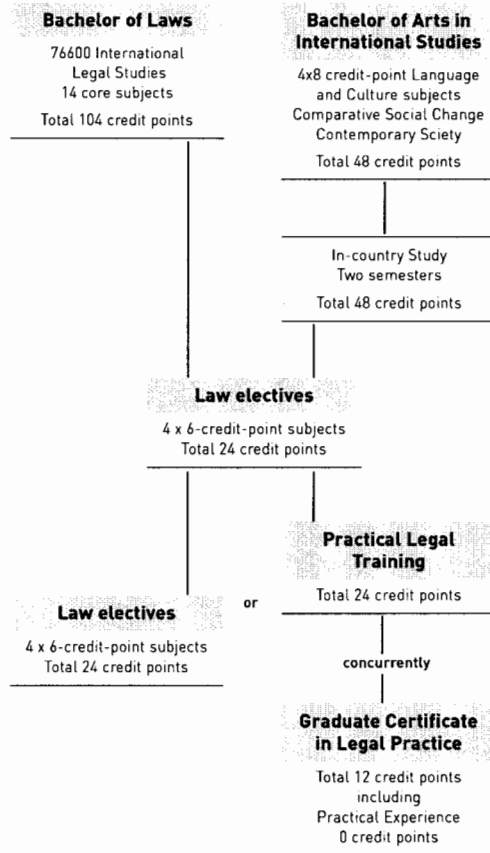 Bachelor of Laws
76600 International
Legal Studies
14 core subjects
Total 104 credit points
Bachelor of Arts in
International Studies
4x8 credit-point Language
and Culture subjects
Comparative Social Change
Contemporary Sciety
Total 48 credit points
In-country Study
Two semesters
Total 48 credit points
Law electives
4 x 6-credit-point subjects
Total 24 credit points
Law electives
4 x 6-credit-point subjects
Total 24 credit points
or
Practical Legal
Training
Total 24 credit points
concurrently
Graduate Certificate
in Legal Practice
Total 12 credit points
including
Practical Experience
0 credit points